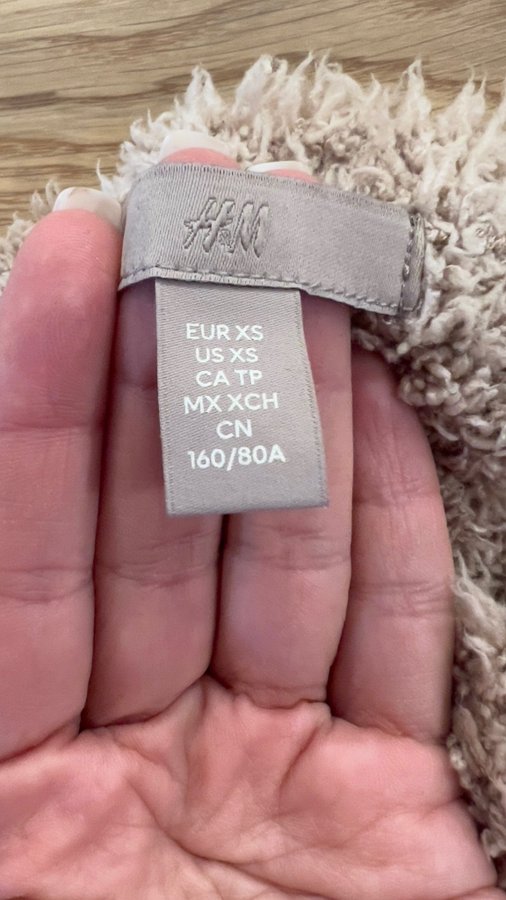 H&M
EUR XS
US XS
CA TP
MX XCH
CN
160/80A